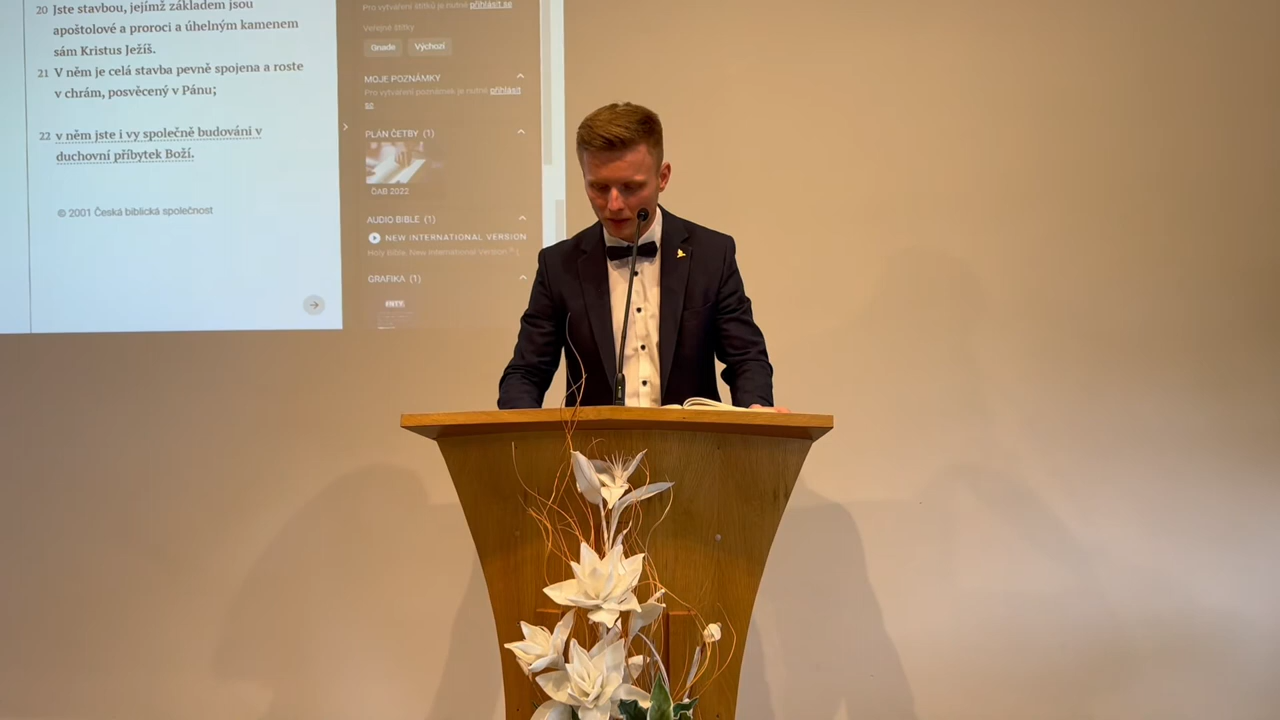 20 Jste stavbou, jejímž základem jsou
apoštolové a proroci a úhelným kamenem
sám Kristus Ježíš.
21 V něm je celá stavba pevně spojena a roste
v chrám, posvěcený v Pánu;
22 v něm jste i vy společně budováni v
duchovní příbytek Boží.
© 2001 Česká biblická společnost
Pro vytváření štítků je nutné přihlásit se
Veřejné štítky
Gnade Výchozí
MOJE POZNÁMKY
Pro vytváření poznámek je nutné přihlásit
se
PLÁN ČETBY (1)
ČAB 2022
AUDIO BIBLE (1)
NEW INTERNATIONAL VERSION
Holy Bible, New International Version
GRAFIKA (1)